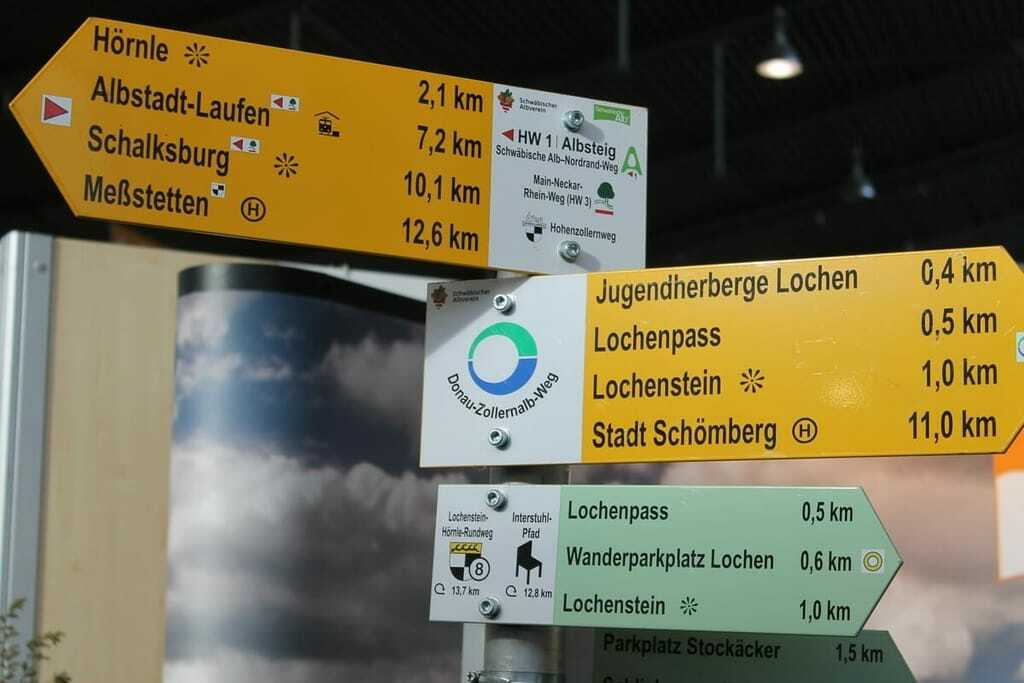 Hörnle 2,1 km
Albstadt-Laufen 7,2 km
Schalksburg 10,1 km
Meßstetten H 12,6 km
Schwäbischer
Albverein
HW 1 | Albsteig
Schwäbische Alb-Nordrand-Weg
Main-Neckar-
Rhein-Weg (HW 3)
Hohenzollernweg
Schwäbischer
Albverein
Donau-Zollernalb-Weg
Jugendherberge Lochen 0,4 km
Lochenpass 0,5 km
Lochenstein 1,0 km
Stadt Schömberg H 11,0 km
Lochenstein-
Hörnle-Rundweg
8
13,7 km
Interstuhl-
Pfad
12,8 km
Lochenpass 0,5 km
Wanderparkplatz Lochen 0,6 km
Lochenstein 1,0 km
Parkplatz Stockäcker 1,5 km